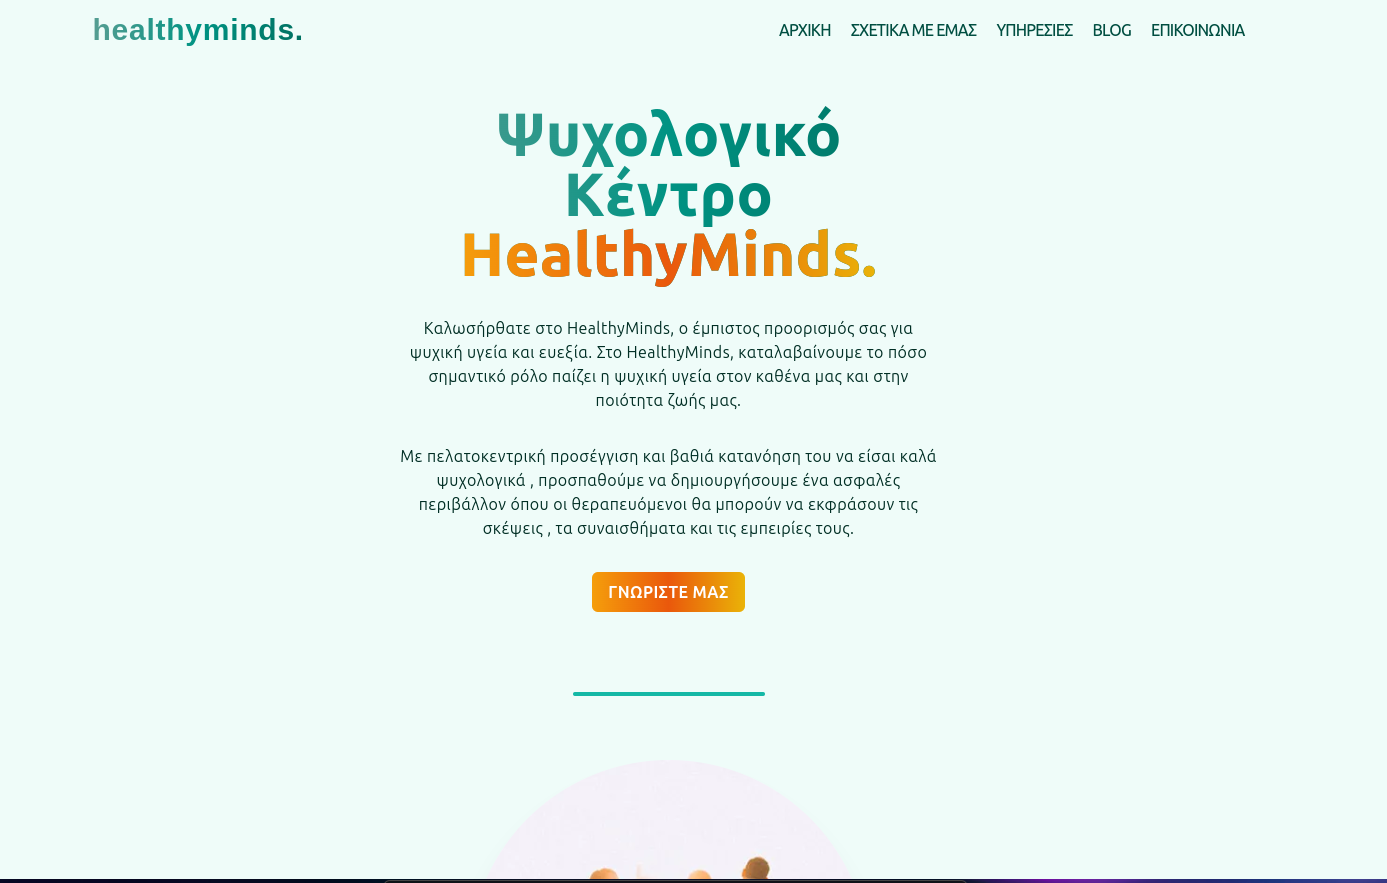 healthyminds.
ΑΡΧΙΚΗ ΣΧΕΤΙΚΑ ΜΕ ΕΜΑΣ ΥΠΗΡΕΣΙΕΣ BLOG ΕΠΙΚΟΙΝΩΝΙΑ
Ψυχολογικό
Κέντρο
HealthyMinds.
Καλωσήρθατε στο HealthyMinds, ο έμπιστος προορισμός σας για
ψυχική υγεία και ευεξία. Στο HealthyMinds, καταλαβαίνουμε το πόσο
σημαντικό ρόλο παίζει η ψυχική υγεία στον καθένα μας και στην
ποιότητα ζωής μας.
Με πελατοκεντρική προσέγγιση και βαθιά κατανόηση του να είσαι καλά
ψυχολογικά , προσπαθούμε να δημιουργήσουμε ένα ασφαλές
περιβάλλον όπου οι θεραπευόμενοι θα μπορούν να εκφράσουν τις
σκέψεις , τα συναισθήματα και τις εμπειρίες τους.
ΓΝΩΡΙΣΤΕ ΜΑΣ